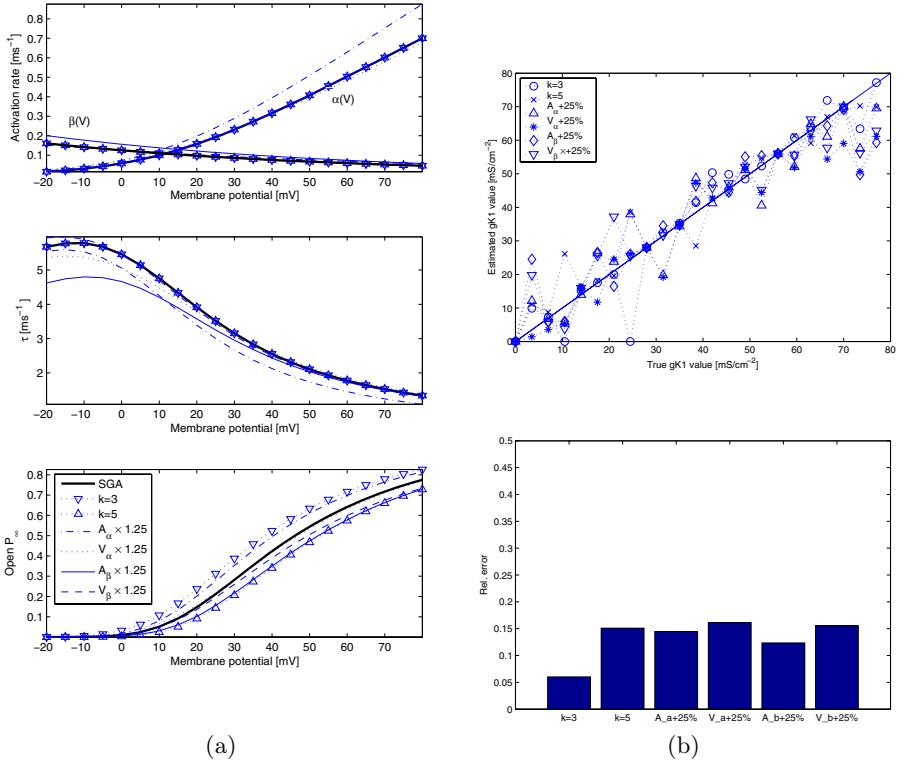 0.8
0.7
0.6
0.5
0.4
0.3
0.2
0.1
Activation rate [ms⁻¹]
β(V)
α(V)
−20 −10 0 10 20 30 40 50 60 70
Membrane potential [mV]
5
4
3
2
τ [ms⁻¹]
−20 −10 0 10 20 30 40 50 60 70
Membrane potential [mV]
0.8
0.7
0.6
0.5
0.4
0.3
0.2
0.1
Open P∞
SGA
k=3
k=5
A_α × 1.25
V_α × 1.25
A_β × 1.25
V_β × 1.25
−20 −10 0 10 20 30 40 50 60 70
Membrane potential [mV]
(a)
80
70
60
50
40
30
20
10
0
Estimated gK1 value [mS/cm⁻²]
k=3
k=5
A_α+25%
V_α+25%
A_β+25%
V_β×+25%
0 10 20 30 40 50 60 70 80
True gK1 value [mS/cm⁻²]
0.5
0.45
0.4
0.35
0.3
0.25
0.2
0.15
0.1
0.05
0
Rel. error
k=3 k=5 A_a+25% V_a+25% A_b+25% V_b+25%
(b)